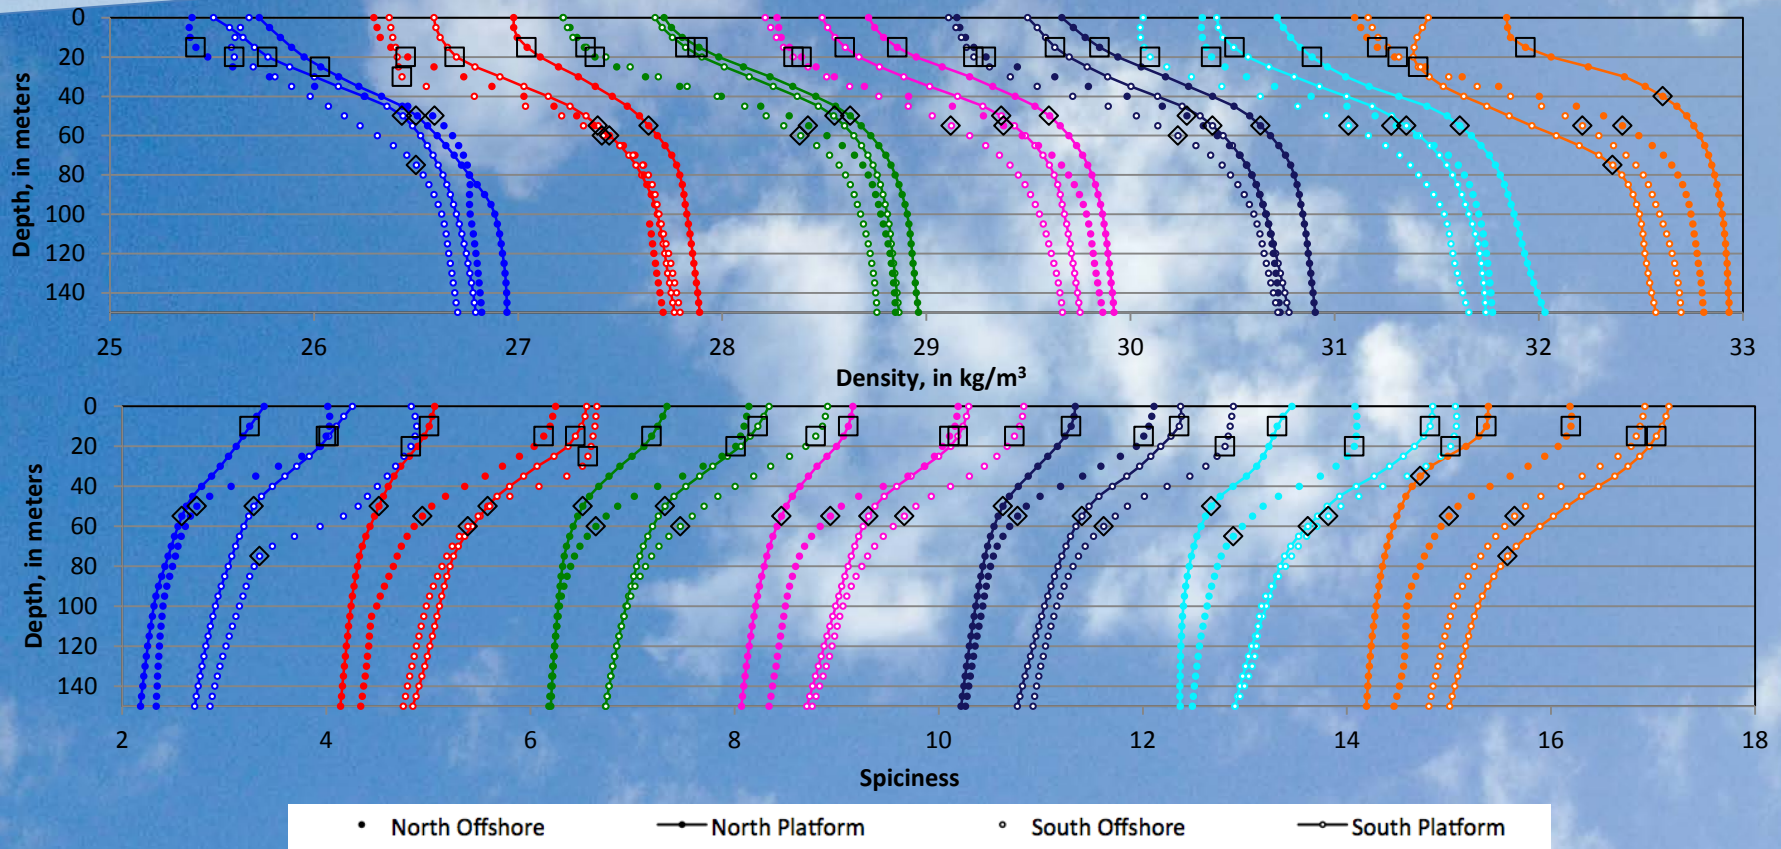 Depth, in meters
0
20
40
60
80
100
120
140
25 26 27 28 29 30 31 32 33
Density, in kg/m³
Depth, in meters
0
20
40
60
80
100
120
140
2 4 6 8 10 12 14 16 18
Spiciness
North Offshore North Platform South Offshore South Platform